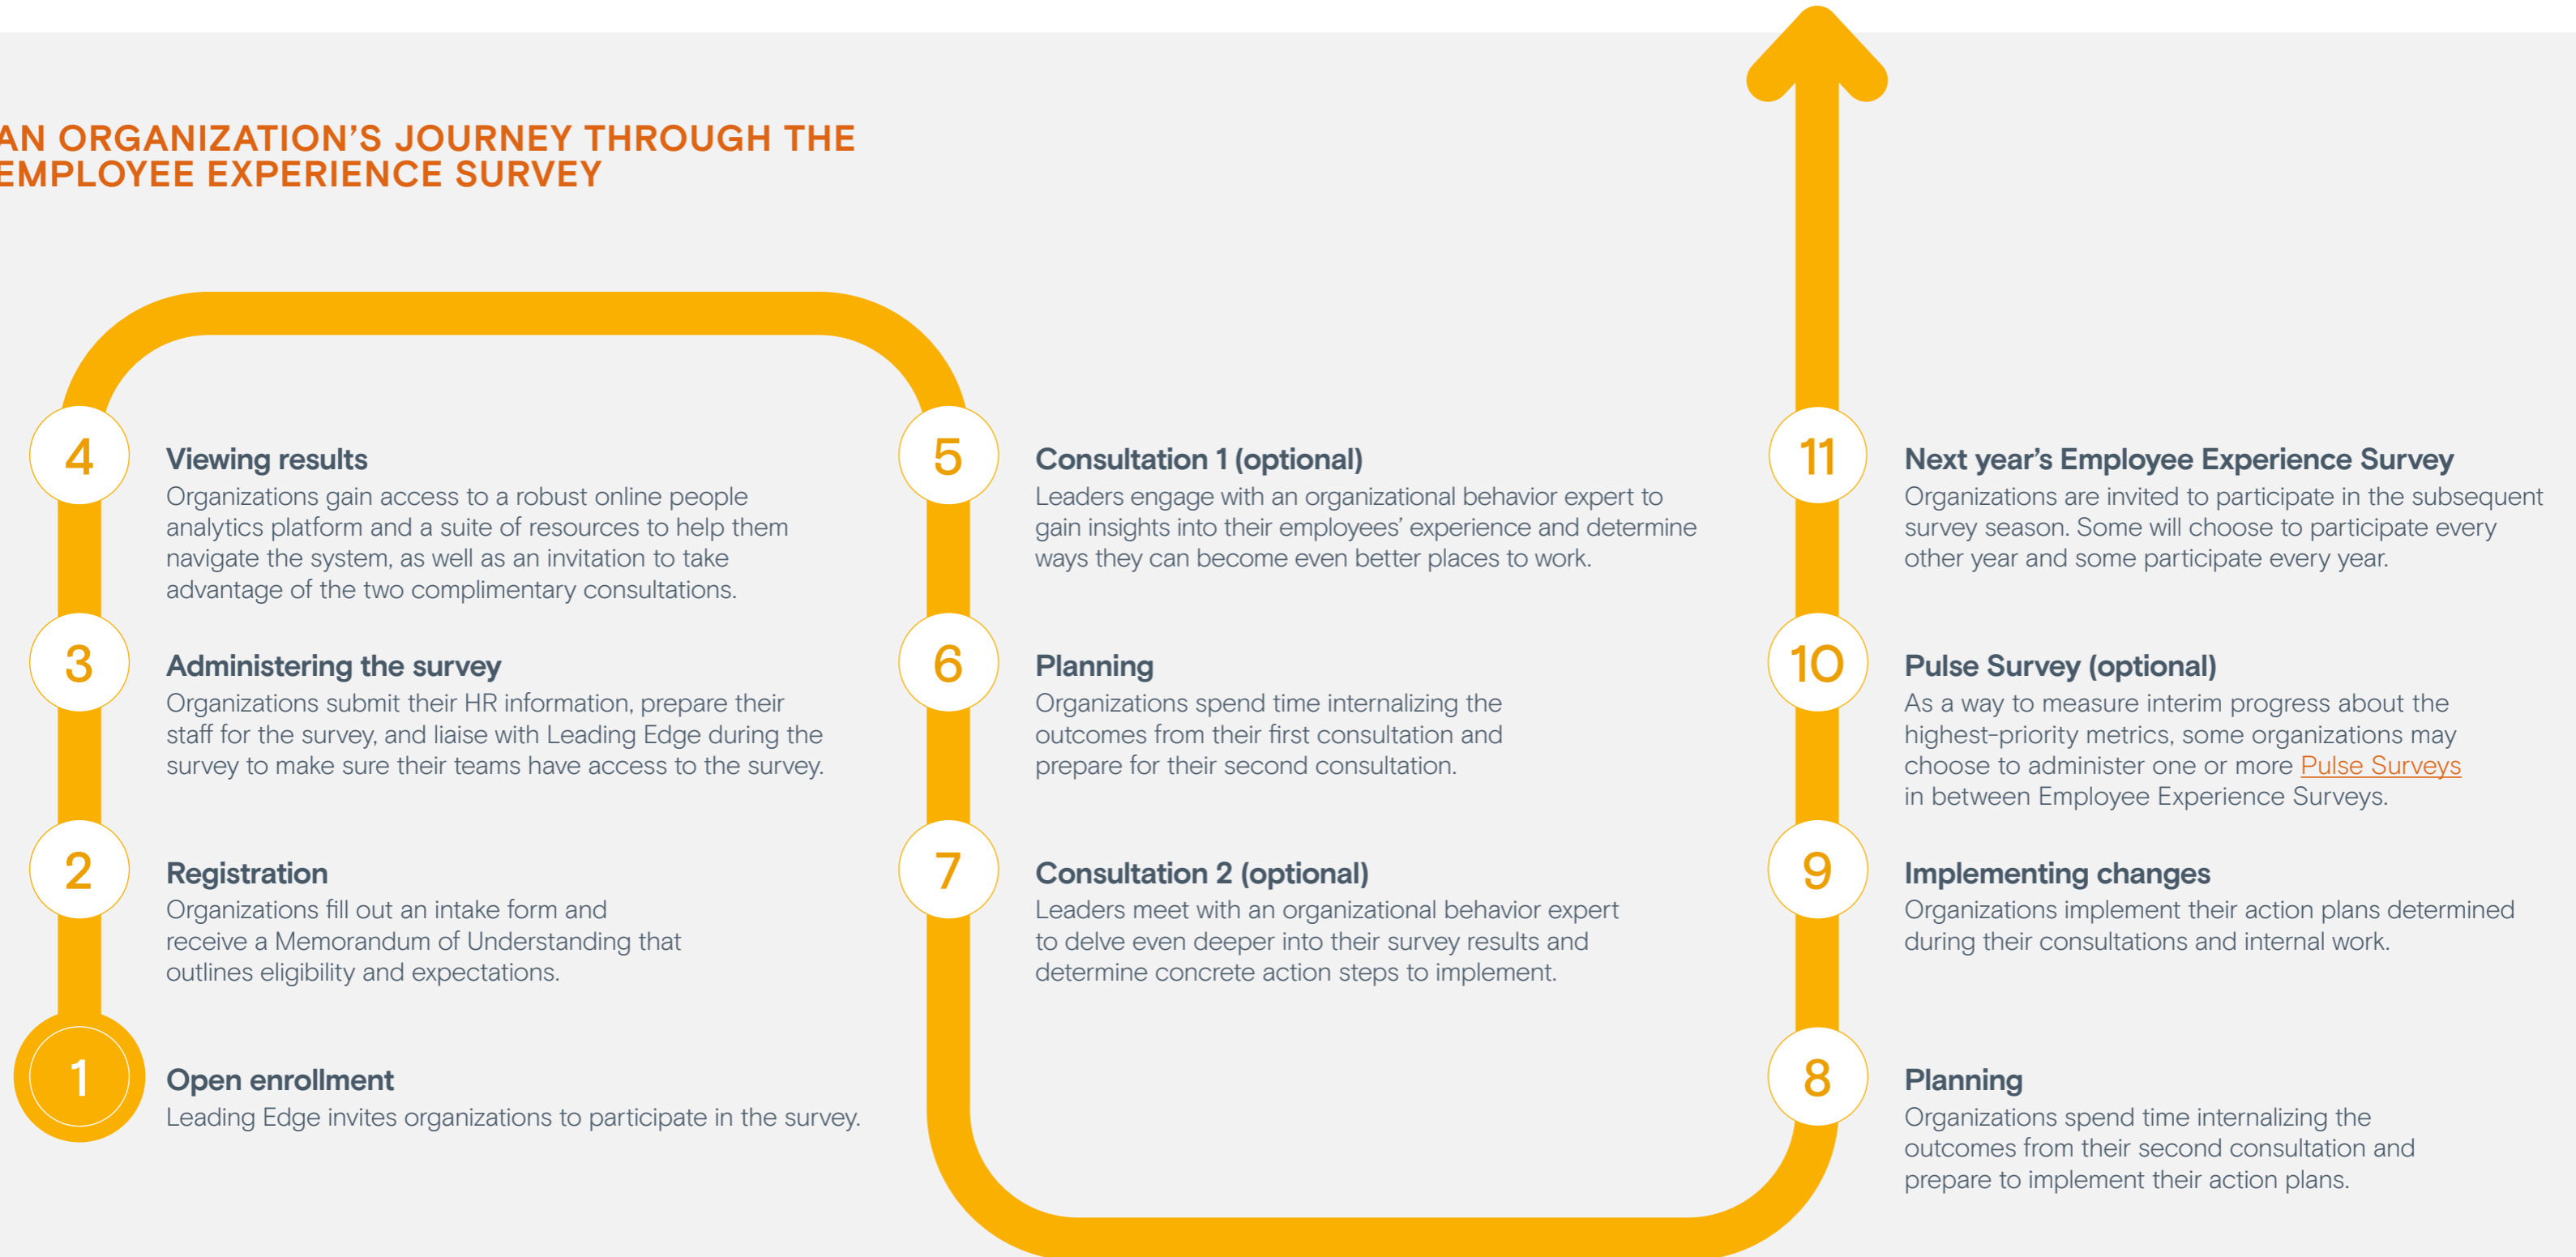 AN ORGANIZATION'S JOURNEY THROUGH THE
EMPLOYEE EXPERIENCE SURVEY
1
Open enrollment
Leading Edge invites organizations to participate in the survey.
2
Registration
Organizations fill out an intake form and
receive a Memorandum of Understanding that
outlines eligibility and expectations.
3
Administering the survey
Organizations submit their HR information, prepare their
staff for the survey, and liaise with Leading Edge during the
survey to make sure their teams have access to the survey.
4
Viewing results
Organizations gain access to a robust online people
analytics platform and a suite of resources to help them
navigate the system, as well as an invitation to take
advantage of the two complimentary consultations.
5
Consultation 1 (optional)
Leaders engage with an organizational behavior expert to
gain insights into their employees' experience and determine
ways they can become even better places to work.
6
Planning
Organizations spend time internalizing the
outcomes from their first consultation and
prepare for their second consultation.
7
Consultation 2 (optional)
Leaders meet with an organizational behavior expert
to delve even deeper into their survey results and
determine concrete action steps to implement.
8
Planning
Organizations spend time internalizing the
outcomes from their second consultation and
prepare to implement their action plans.
9
Implementing changes
Organizations implement their action plans determined
during their consultations and internal work.
10
Pulse Survey (optional)
As a way to measure interim progress about the
highest-priority metrics, some organizations may
choose to administer one or more Pulse Surveys
in between Employee Experience Surveys.
11
Next year's Employee Experience Survey
Organizations are invited to participate in the subsequent
survey season. Some will choose to participate every
other year and some participate every year.